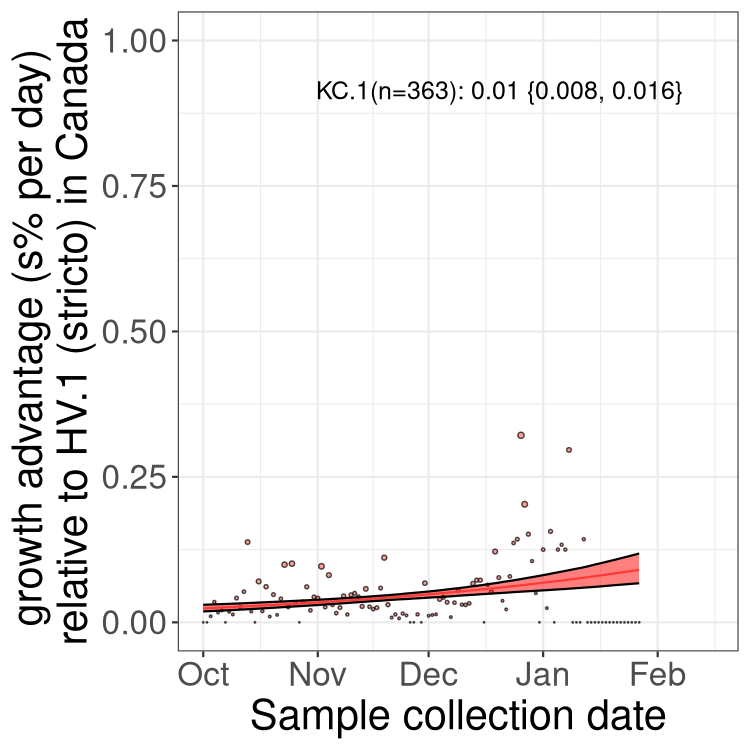 growth advantage (s% per day)
relative to HV.1 (stricto) in Canada
1.00
KC.1(n=363): 0.01 {0.008, 0.016}
0.75
0.50
0.25
0.00
Oct Nov Dec Jan Feb
Sample collection date